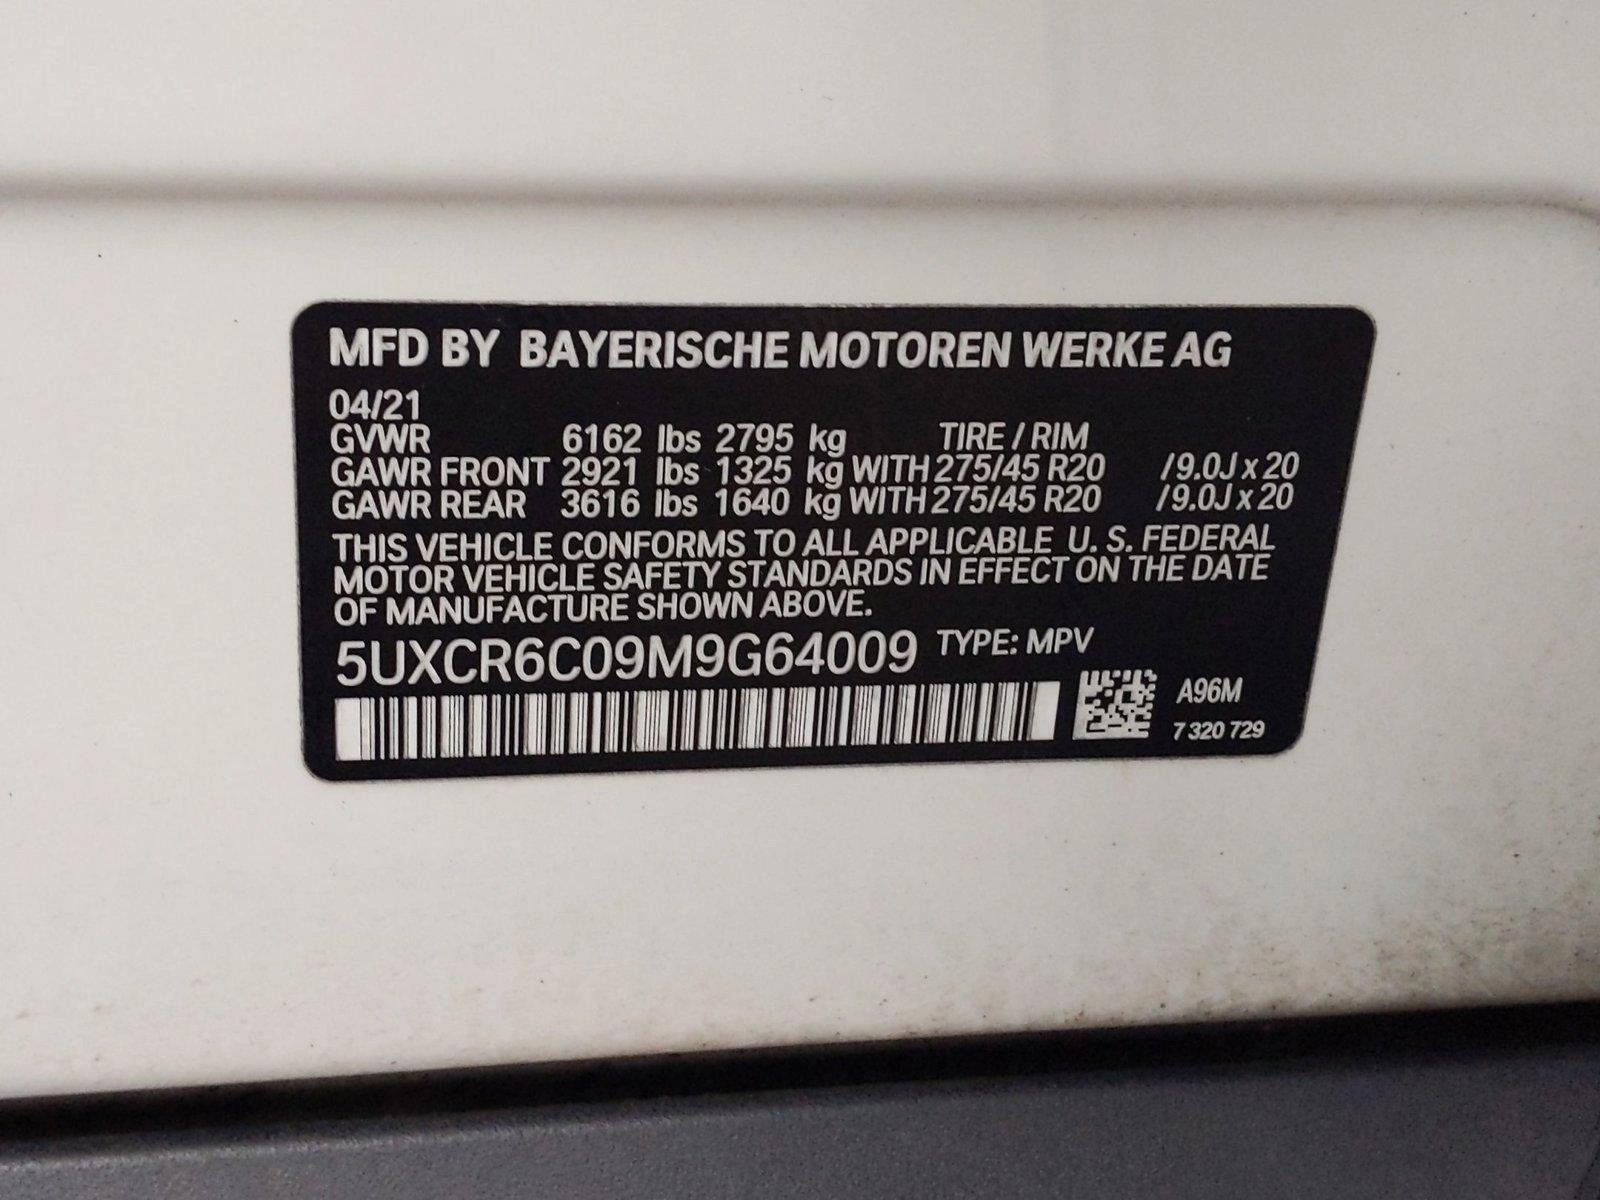 MFD BY BAYERISCHE MOTOREN WERKE AG
04/21
GVWR 6162 lbs 2795 kg TIRE / RIM
GAWR FRONT 2921 lbs 1325 kg WITH 275/45 R20 /9.0J x 20
GAWR REAR 3616 lbs 1640 kg WITH 275/45 R20 /9.0J x 20
THIS VEHICLE CONFORMS TO ALL APPLICABLE U. S. FEDERAL
MOTOR VEHICLE SAFETY STANDARDS IN EFFECT ON THE DATE
OF MANUFACTURE SHOWN ABOVE.
5UXCR6C09M9G64009 TYPE: MPV
A96M
7 320 729